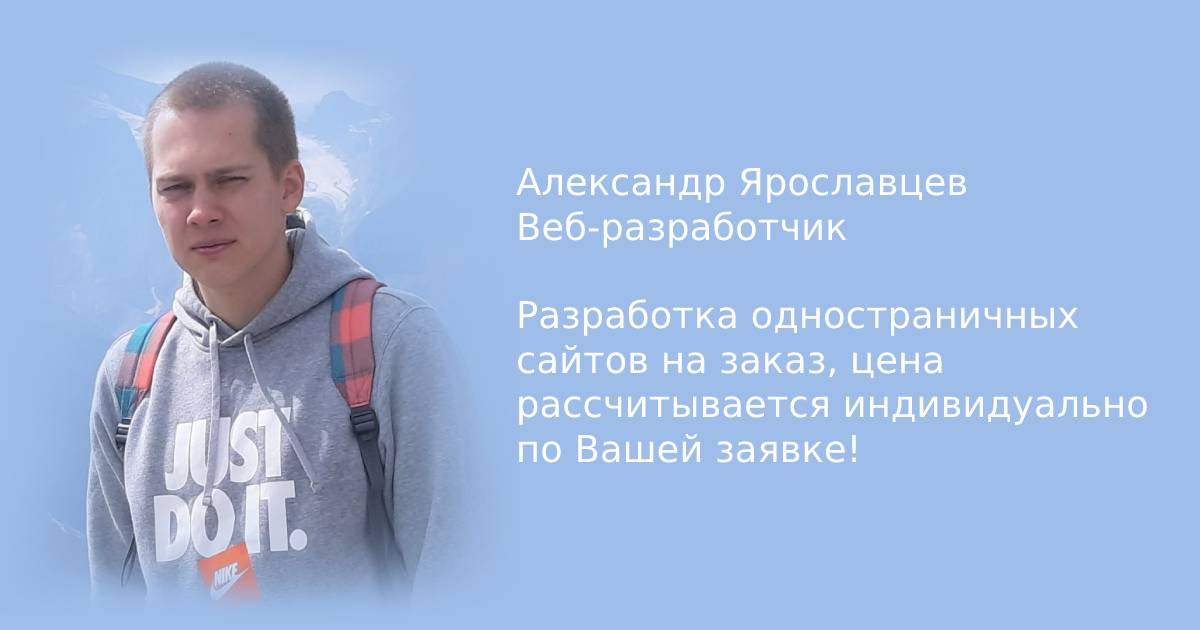 Александр Ярославцев
Веб-разработчик
Разработка одностраничных
сайтов на заказ, цена
рассчитывается индивидуально
по Вашей заявке!
JUST
DO IT.
NIKE